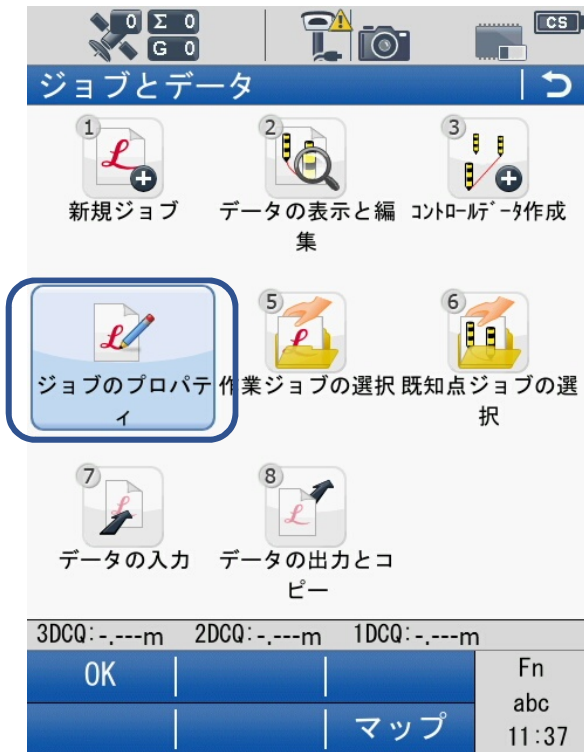 0 Σ 0
G 0
CS
ジョブとデータ
1 2 3
新規ジョブ データの表示と編 コントロールデータ作成
集
5 6
ジョブのプロパテ 作業ジョブの選択 既知点ジョブの選
ィ 択
7 8
データの入力 データの出力とコ
ピー
3DCQ:-.---m 2DCQ:-.---m 1DCQ:-.---m
OK Fn
abc
マップ 11:37